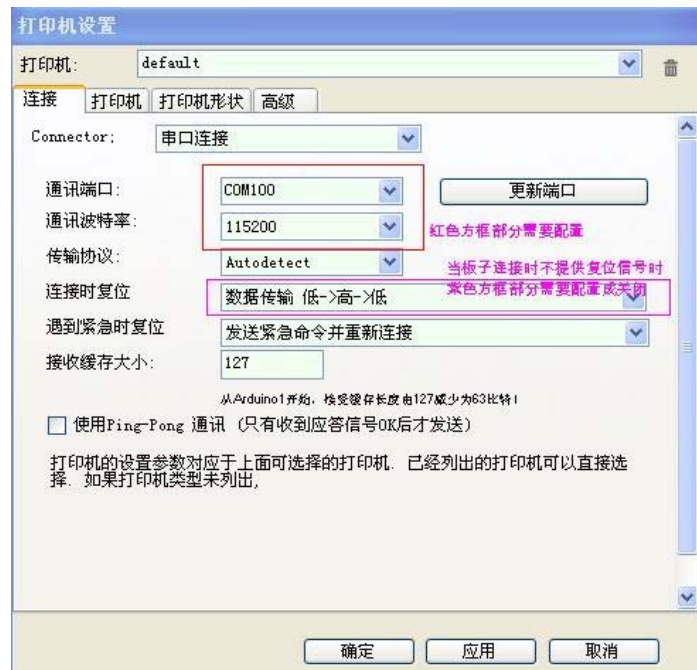 打印机设置
打印机: default
连接 打印机 打印机形状 高级
Connector: 串口连接
通讯端口: COM100 更新端口
通讯波特率: 115200 红色方框部分需要配置
传输协议: Autodetect 当板子连接时不提供复位信号时
连接时复位 数据传输 低->高->低 紫色方框部分需要配置成关闭
遇到紧急时复位 发送紧急命令并重新连接
接收缓存大小: 127
从Arduino1开始, 接受缓存长度由127减少为63比特!
使用Ping-Pong 通讯 (只有收到应答信号OK后才发送)
打印机的设置参数对应于上面可选择的打印机. 已经列出的打印机可以直接选
择. 如果打印机类型未列出,
确定 应用 取消